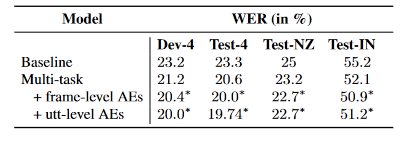 Model WER (in %)
Dev-4 Test-4 Test-NZ Test-IN
Baseline 23.2 23.3 25 55.2
Multi-task 21.2 20.6 23.2 52.1
+ frame-level AEs 20.4* 20.0* 22.7* 50.9*
+ utt-level AEs 20.0* 19.74* 22.7* 51.2*